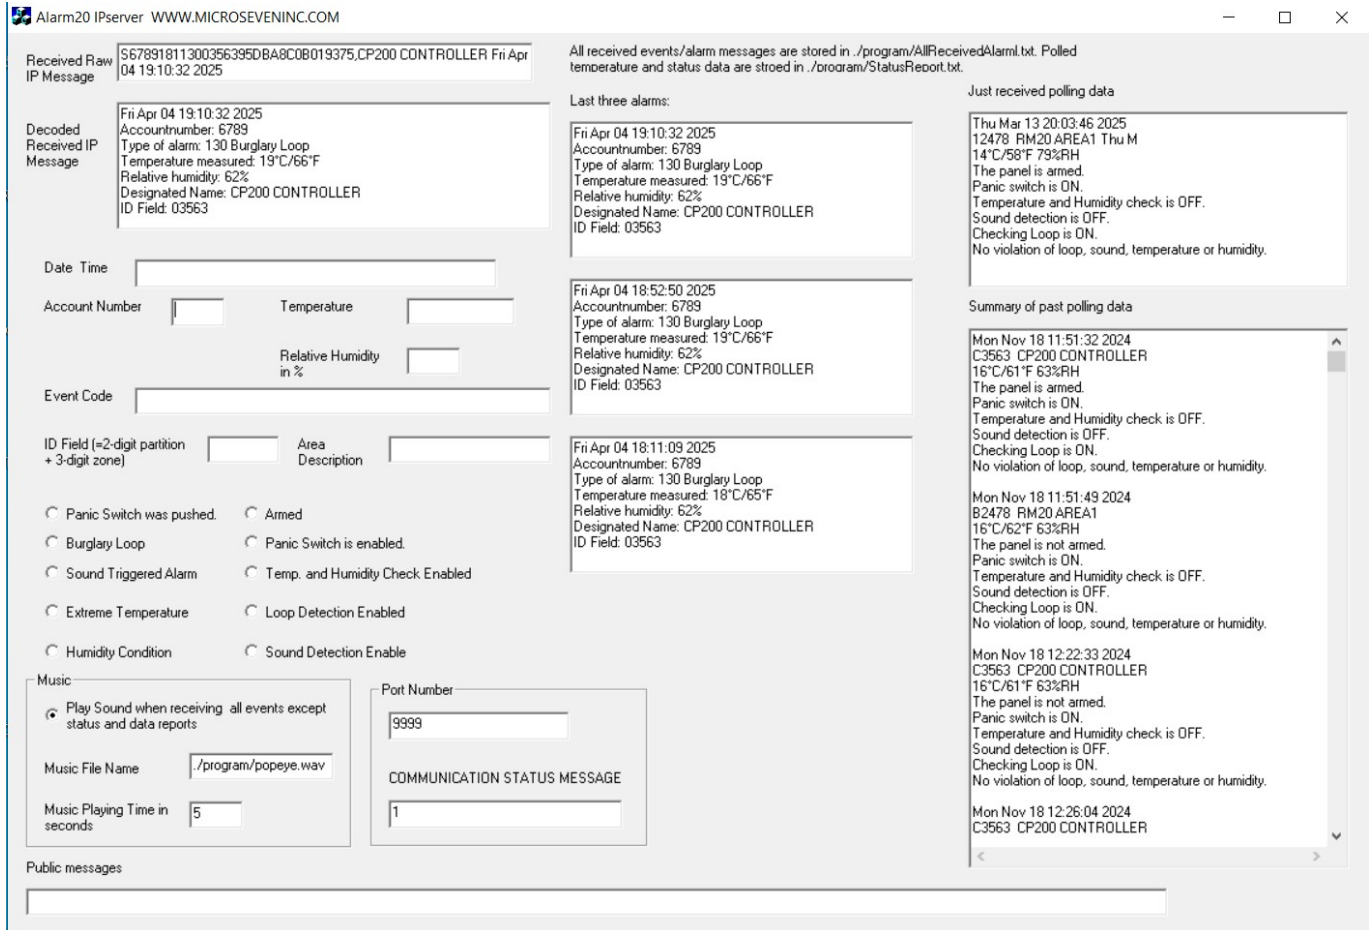 Alarm20 IPserver WWW.MICROSEVENINC.COM
Received Raw
IP Message
S67891811300356395DBA8C0B019375,CP200 CONTROLLER Fri Apr
04 19:10:32 2025
Decoded
Received IP
Message
Fri Apr 04 19:10:32 2025
Accountnumber: 6789
Type of alarm: 130 Burglary Loop
Temperature measured: 19°C/66°F
Relative humidity: 62%
Designated Name: CP200 CONTROLLER
ID Field: 03563
Date Time
Account Number
Temperature
Relative Humidity
in %
Event Code
ID Field (=2-digit partition
+ 3-digit zone)
Area
Description
Panic Switch was pushed.
Armed
Burglary Loop
Panic Switch is enabled.
Sound Triggered Alarm
Temp. and Humidity Check Enabled
Extreme Temperature
Loop Detection Enabled
Humidity Condition
Sound Detection Enable
Music
Play Sound when receiving all events except
status and data reports
Music File Name
./program/popeye.wav
Music Playing Time in
seconds
5
Port Number
9999
COMMUNICATION STATUS MESSAGE
1
Public messages
All received events/alarm messages are stored in ./program/AllReceivedAlarml.txt. Polled
temperature and status data are stroed in ./program/StatusReport.txt.
Last three alarms:
Fri Apr 04 19:10:32 2025
Accountnumber: 6789
Type of alarm: 130 Burglary Loop
Temperature measured: 19°C/66°F
Relative humidity: 62%
Designated Name: CP200 CONTROLLER
ID Field: 03563
Fri Apr 04 18:52:50 2025
Accountnumber: 6789
Type of alarm: 130 Burglary Loop
Temperature measured: 19°C/66°F
Relative humidity: 62%
Designated Name: CP200 CONTROLLER
ID Field: 03563
Fri Apr 04 18:11:09 2025
Accountnumber: 6789
Type of alarm: 130 Burglary Loop
Temperature measured: 18°C/65°F
Relative humidity: 62%
Designated Name: CP200 CONTROLLER
ID Field: 03563
Just received polling data
Thu Mar 13 20:03:46 2025
12478 RM20 AREA1 Thu M
14°C/58°F 79%RH
The panel is armed.
Panic switch is ON.
Temperature and Humidity check is OFF.
Sound detection is OFF.
Checking Loop is ON.
No violation of loop, sound, temperature or humidity.
Summary of past polling data
Mon Nov 18 11:51:32 2024
C3563 CP200 CONTROLLER
16°C/61°F 63%RH
The panel is armed.
Panic switch is ON.
Temperature and Humidity check is OFF.
Sound detection is OFF.
Checking Loop is ON.
No violation of loop, sound, temperature or humidity.
Mon Nov 18 11:51:49 2024
B2478 RM20 AREA1
16°C/62°F 63%RH
The panel is not armed.
Panic switch is ON.
Temperature and Humidity check is OFF.
Sound detection is OFF.
Checking Loop is ON.
No violation of loop, sound, temperature or humidity.
Mon Nov 18 12:22:33 2024
C3563 CP200 CONTROLLER
16°C/61°F 63%RH
The panel is not armed.
Panic switch is ON.
Temperature and Humidity check is OFF.
Sound detection is OFF.
Checking Loop is ON.
No violation of loop, sound, temperature or humidity.
Mon Nov 18 12:26:04 2024
C3563 CP200 CONTROLLER